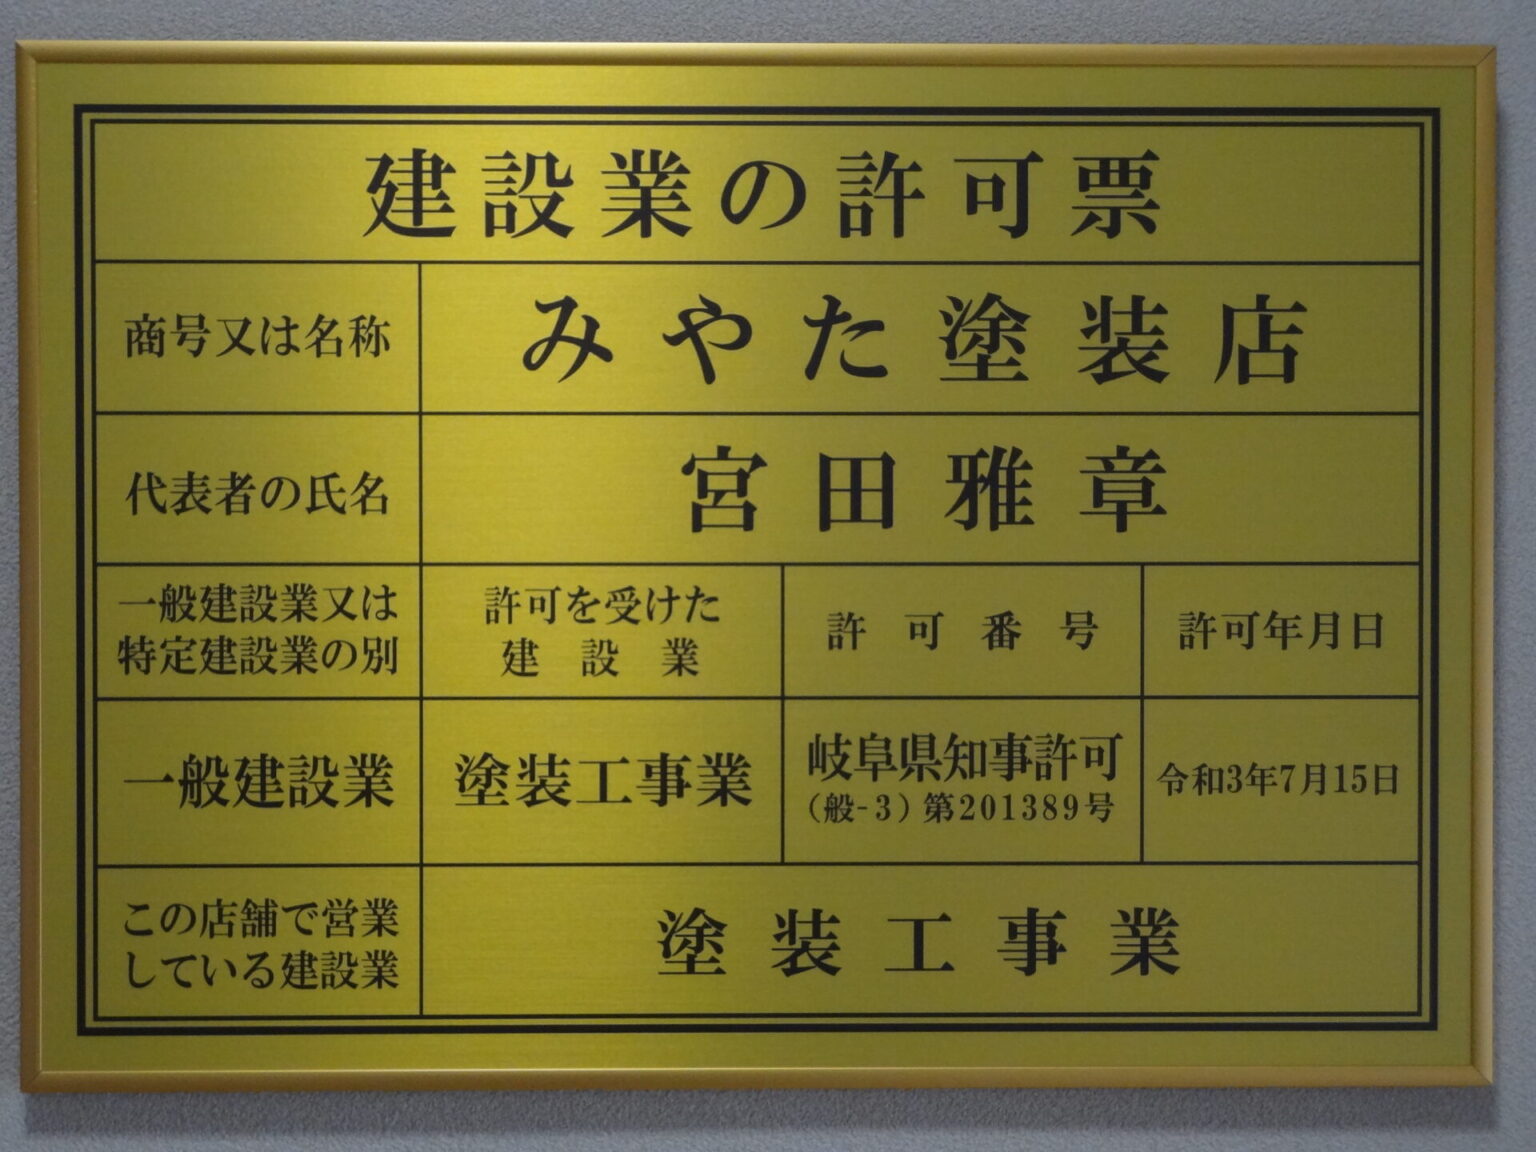 建設業の許可票
商号又は名称
みやた塗装店
代表者の氏名
宮田雅章
一般建設業又は
特定建設業の別
許可を受けた
建設業
許可番号
許可年月日
一般建設業
塗装工事業
岐阜県知事許可
(般-3)第201389号
令和3年7月15日
この店舗で営業
している建設業
塗装工事業